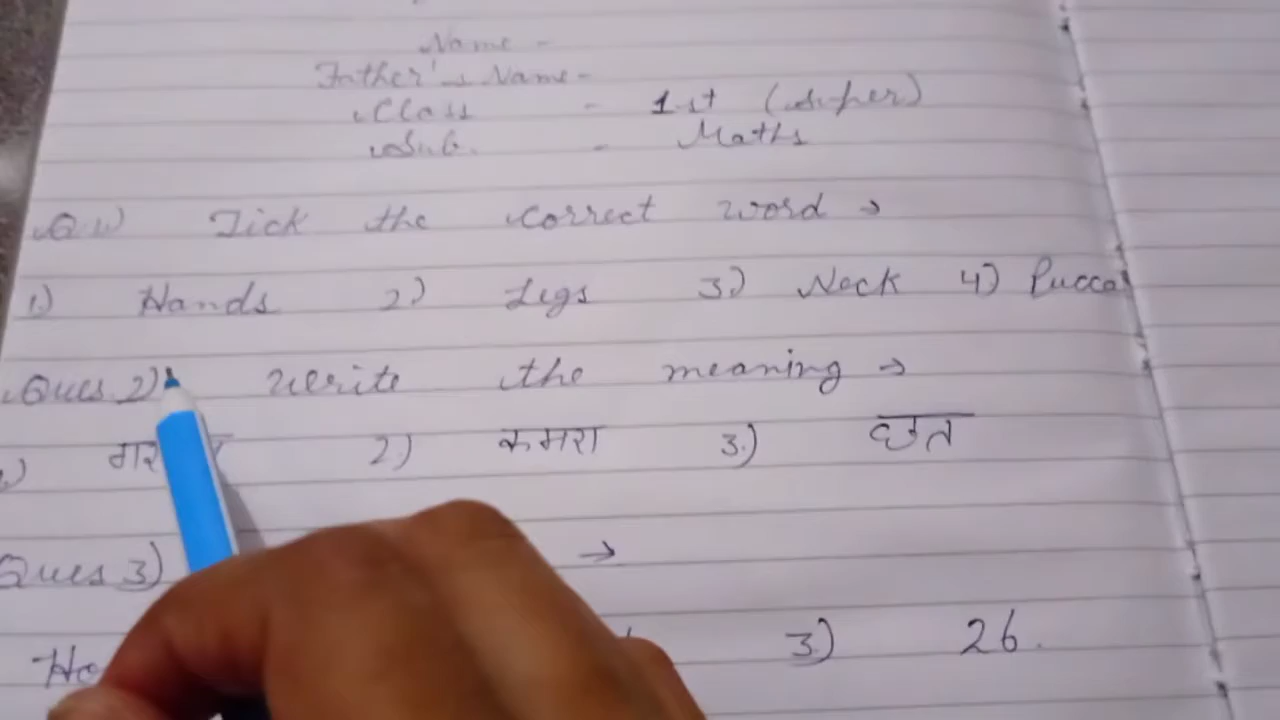 Name -
Father's Name -
Class - 1st (super)
Sub. - Maths
Q.1) Tick the correct word →
1) Hands 2) Legs 3.) Neck 4) Pucca
Ques 2) Write the meaning →
2.) कमरा 3.) छत
Ques 3) →
3) 26.